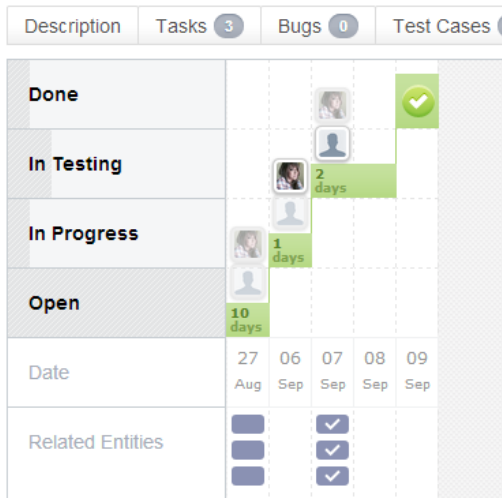 Description Tasks 3 Bugs 0 Test Cases
Done
In Testing
2
days
In Progress
1
days
Open
10
days
Date
27 06 07 08 09
Aug Sep Sep Sep Sep
Related Entities